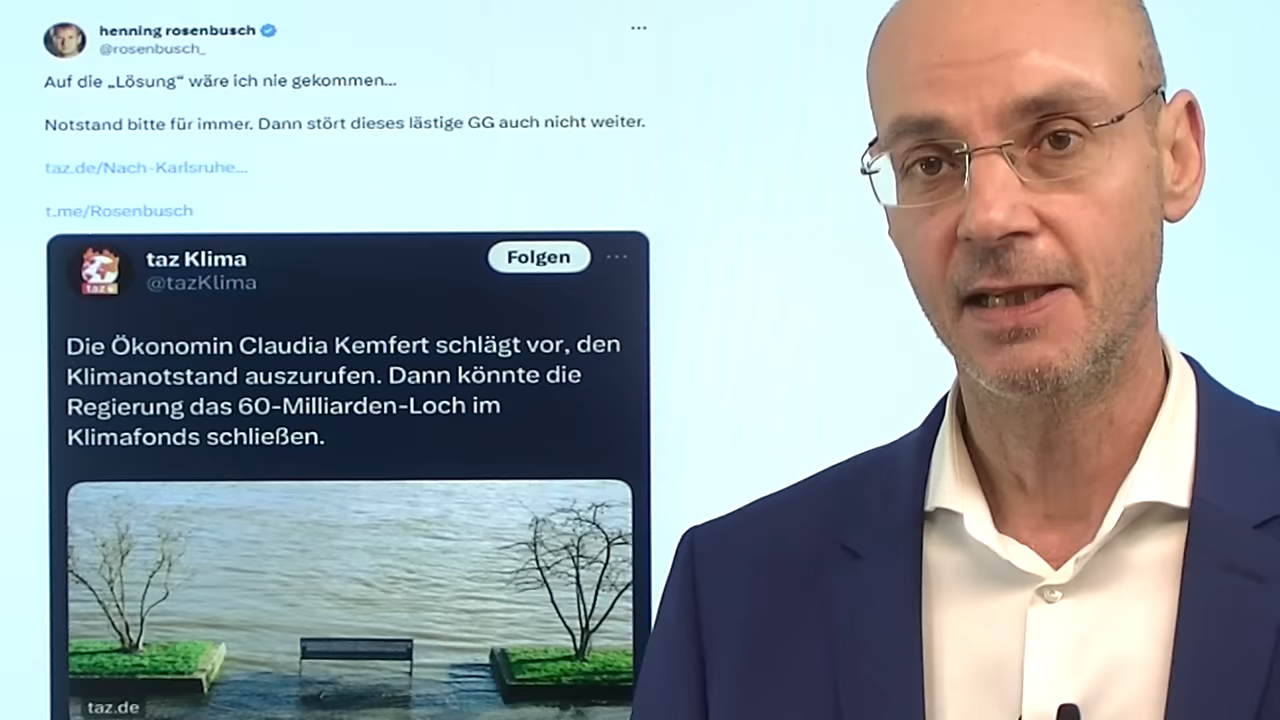 henning rosenbusch
@rosenbusch_
Auf die „Lösung“ wäre ich nie gekommen...
Notstand bitte für immer. Dann stört dieses lästige GG auch nicht weiter.
taz.de/Nach-Karlsruhe...
t.me/Rosenbusch
taz Klima
@tazKlima
Folgen
taz
Die Ökonomin Claudia Kemfert schlägt vor, den
Klimanotstand auszurufen. Dann könnte die
Regierung das 60-Milliarden-Loch im
Klimafonds schließen.
taz.de